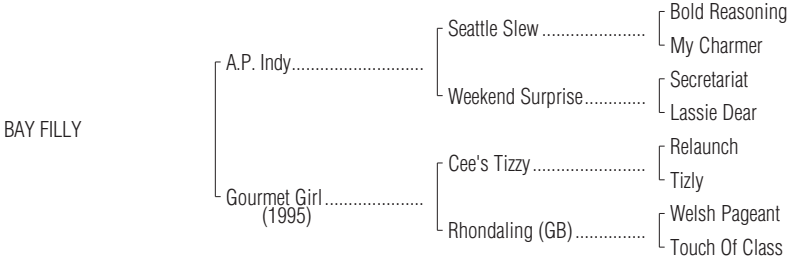 Bold Reasoning
Seattle Slew ......................
My Charmer
A.P. Indy...........................
Secretariat
Weekend Surprise.............
Lassie Dear
BAY FILLY
Relaunch
Cee's Tizzy ........................
Tizly
Gourmet Girl ....................
(1995)
Welsh Pageant
Rhondaling (GB) ...............
Touch Of Class